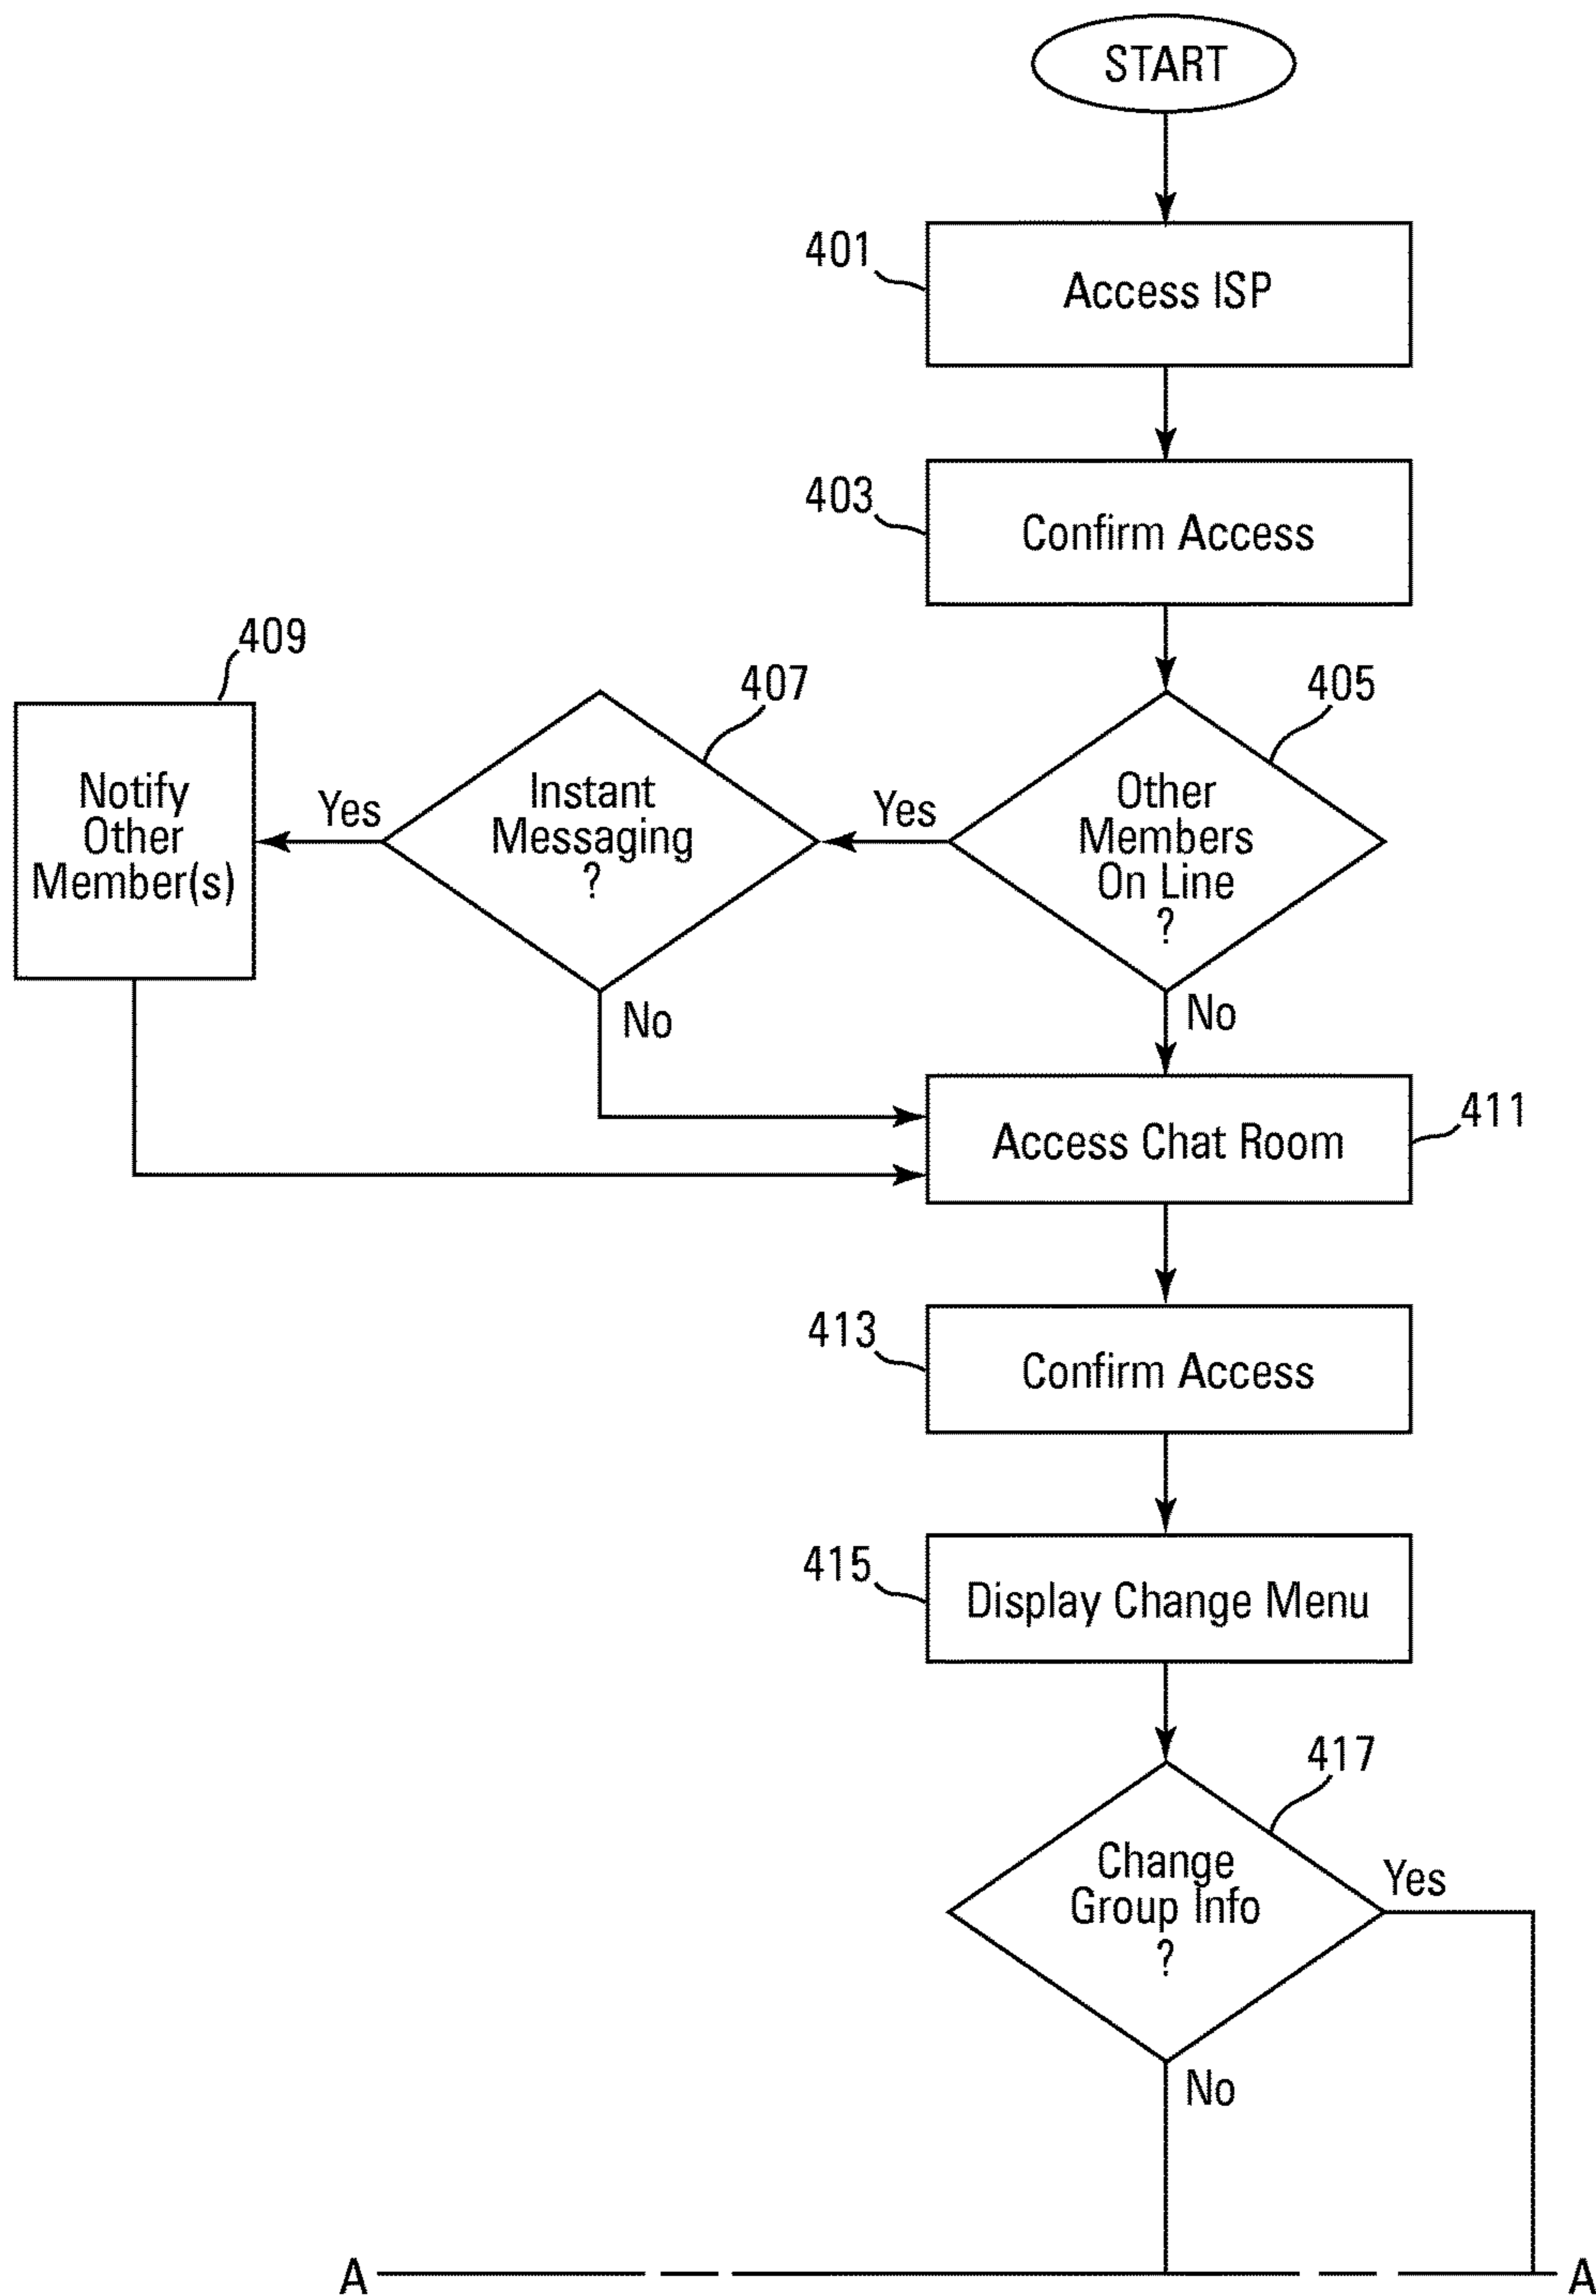 START
401
Access ISP
403
Confirm Access
409
407
405
Notify
Other
Member(s)
Yes
Instant
Messaging
?
Yes
Other
Members
On Line
?
No
No
Access Chat Room
411
413
Confirm Access
415
Display Change Menu
417
Change
Group Info
?
Yes
No
A
A